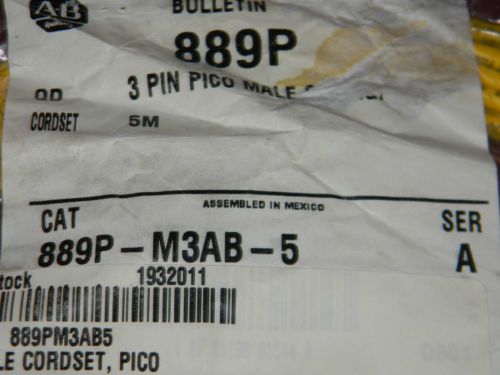 AB
BULLETIN
889P
QD 3 PIN PICO MALE
CORDSET 5M
ASSEMBLED IN MEXICO
CAT SER
889P-M3AB-5 A
tock 1932011
889PM3AB5
LE CORDSET, PICO